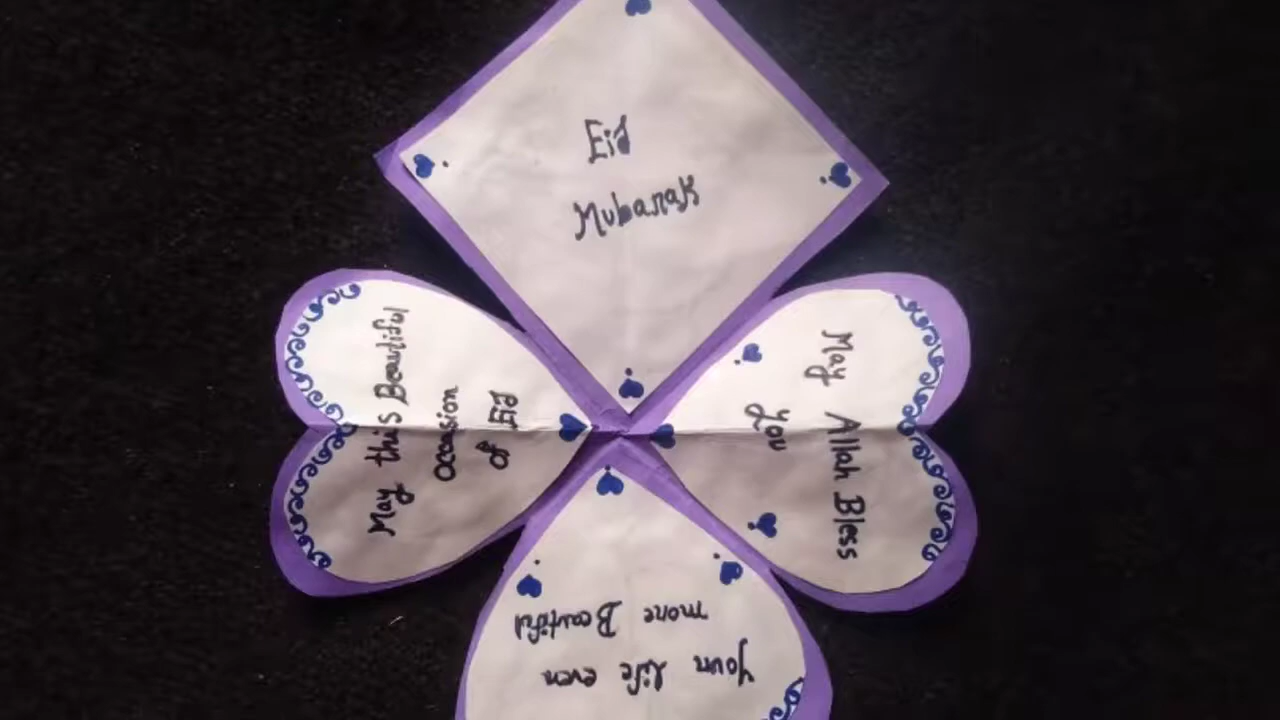 Eid
Mubarak
May Allah Bless
You
May this Beautiful
occasion
of Eid
Your life even
more Beautiful